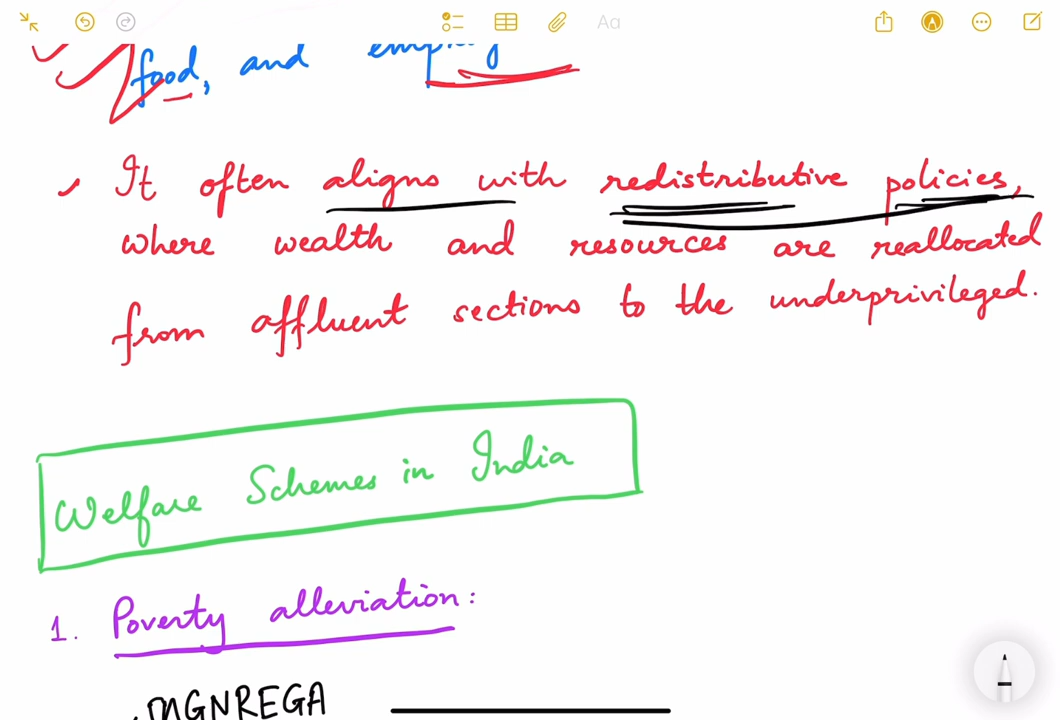 food, and
It often aligns with redistributive policies,
where wealth and resources are reallocated
from affluent sections to the underprivileged.
Welfare Schemes in India
1. Poverty alleviation:
MGNREGA
Aa